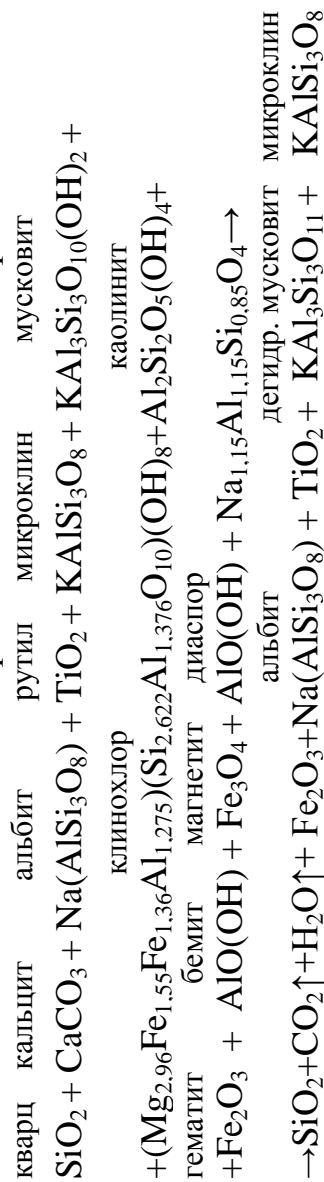 кварц кальцит альбит рутил микроклин мусковит
SiO₂ + CaCO₃ + Na(AlSi₃O₈) + TiO₂ + KAlSi₃O₈ + KAl₃Si₃O₁₀(OH)₂ +
клинохлор каолинит
+(Mg₂.₉₆Fe₁.₅₅Fe₁.₃₆Al₁.₂₇₅)(Si₂.₆₂₂Al₁.₃₇₆O₁₀)(OH)₈+Al₂Si₂O₅(OH)₄+
гематит бемит магнетит диаспор
+Fe₂O₃ + AlO(OH) + Fe₃O₄ + AlO(OH) + Na₁,₁₅Al₁,₁₅Si₀,₈₅O₄→
альбит дегидр. мусковит микроклин
→SiO₂+CO₂↑+H₂O↑+ Fe₂O₃+Na(AlSi₃O₈) + TiO₂ + KAl₃Si₃O₁₁ + KAlSi₃O₈